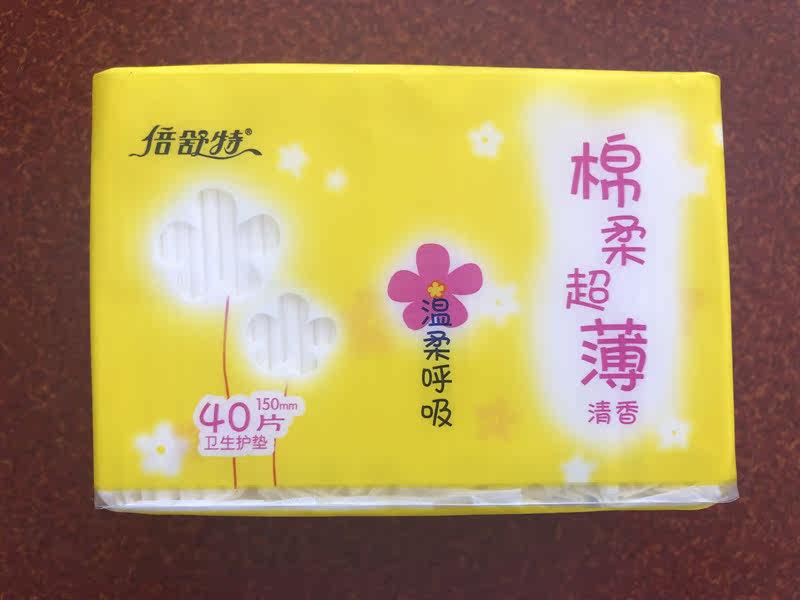 倍舒特®
棉柔超薄
清香
温柔呼吸
40片
150mm
卫生护垫